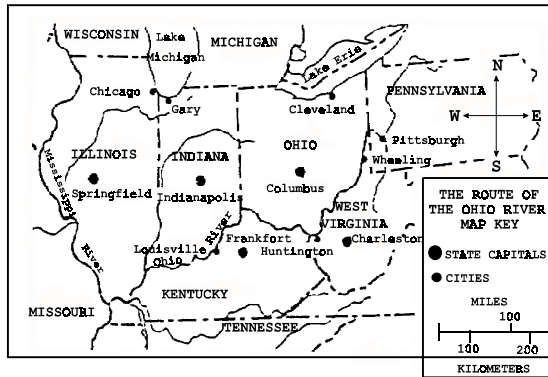 WISCONSIN
Lake
Michigan
MICHIGAN
Lake Erie
Chicago
Gary
Cleveland
PENNSYLVANIA
N
W
E
S
Pittsburgh
Wheeling
ILLINOIS
INDIANA
OHIO
Mississippi
River
Springfield
Indianapolis
Columbus
WEST
VIRGINIA
Charleston
Louisville
Ohio
River
Frankfort
Huntington
KENTUCKY
MISSOURI
TENNESSEE
THE ROUTE OF
THE OHIO RIVER
MAP KEY
STATE CAPITALS
CITIES
MILES
100
100
200
KILOMETERS